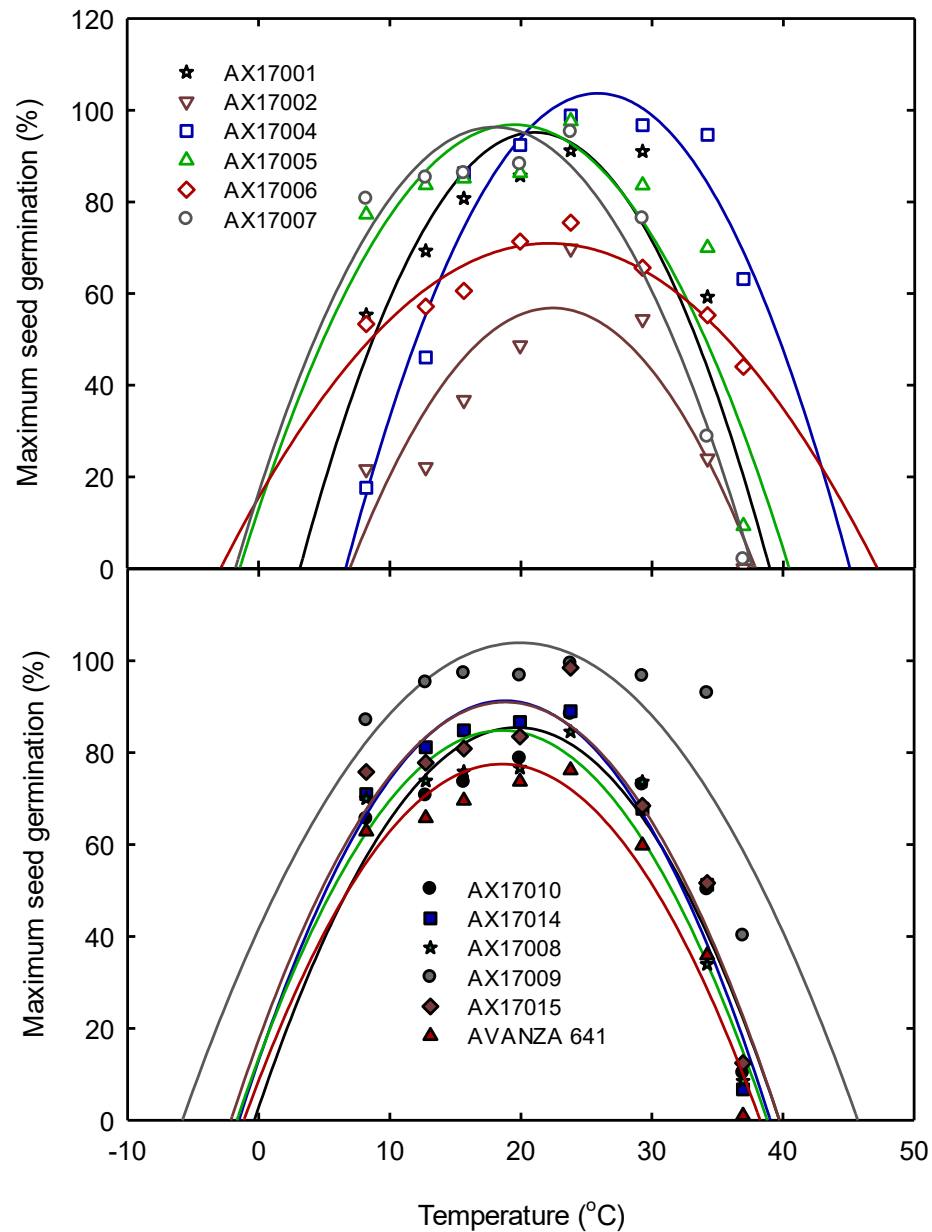 120
100
80
60
40
20
0
Maximum seed germination (%)
AX17001
AX17002
AX17004
AX17005
AX17006
AX17007
100
80
60
40
20
0
Maximum seed germination (%)
AX17010
AX17014
AX17008
AX17009
AX17015
AVANZA 641
-10 0 10 20 30 40 50
Temperature (°C)